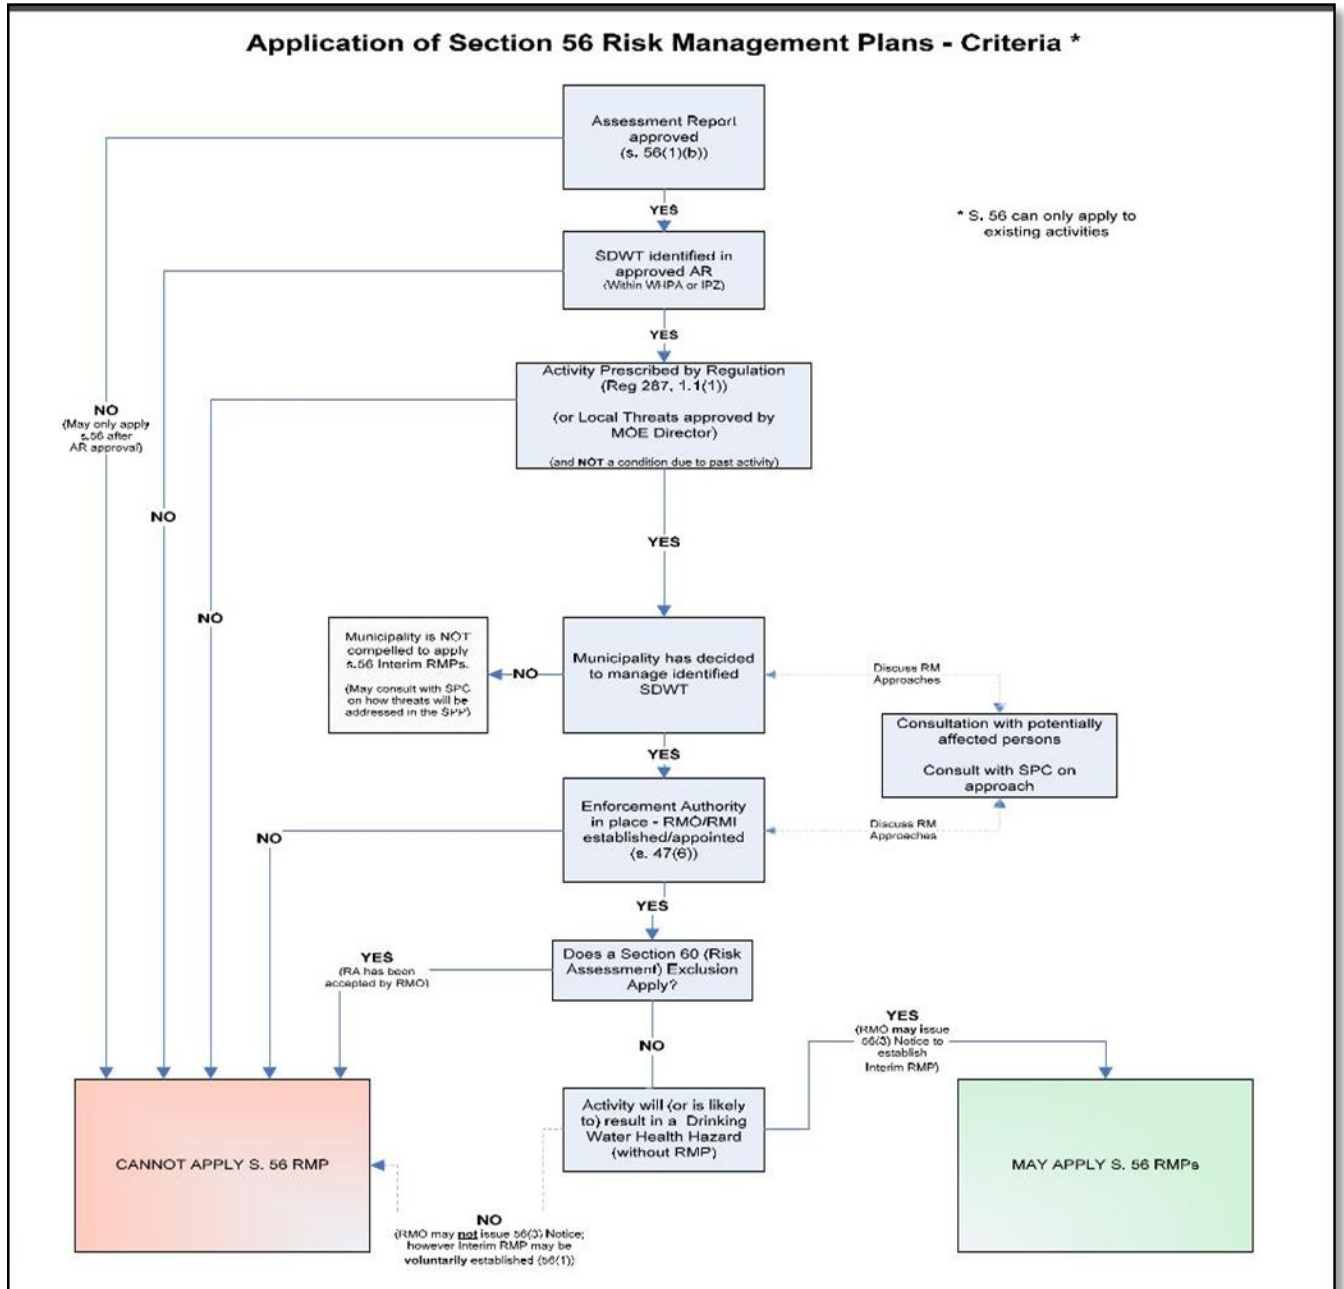 Application of Section 56 Risk Management Plans - Criteria *
Assessment Report
approved
(s. 56(1)(b))
YES
* S. 56 can only apply to
existing activities
SDWT identified in
approved AR
(Within WHPA or IPZ)
YES
Activity Prescribed by Regulation
(Reg 287, 1.1(1))
(or Local Threats approved by
MOE Director)
(and NOT a condition due to past activity)
NO
(May only apply
s.56 after
AR approval)
NO
YES
NO
Municipality is NOT
compelled to apply
s.56 Interim RMPs.
(May consult with SPC
on how threats will be
addressed in the SPP)
NO
Municipality has decided
to manage identified
SDWT
Discuss RM
Approaches
Consultation with potentially
affected persons
Consult with SPC on
approach
YES
Enforcement Authority
in place - RMO/RMI
established/appointed
(s. 47(6))
Discuss RM
Approaches
NO
YES
Does a Section 60 (Risk
Assessment) Exclusion
Apply?
YES
(RA has been
accepted by RMO)
NO
YES
(RMO may issue
56(3) Notice to
establish
Interim RMP)
Activity will (or is likely
to) result in a Drinking
Water Health Hazard
(without RMP)
CANNOT APPLY S. 56 RMP
MAY APPLY S. 56 RMPs
NO
(RMO may not issue 56(3) Notice;
however Interim RMP may be
voluntarily established (56(1))